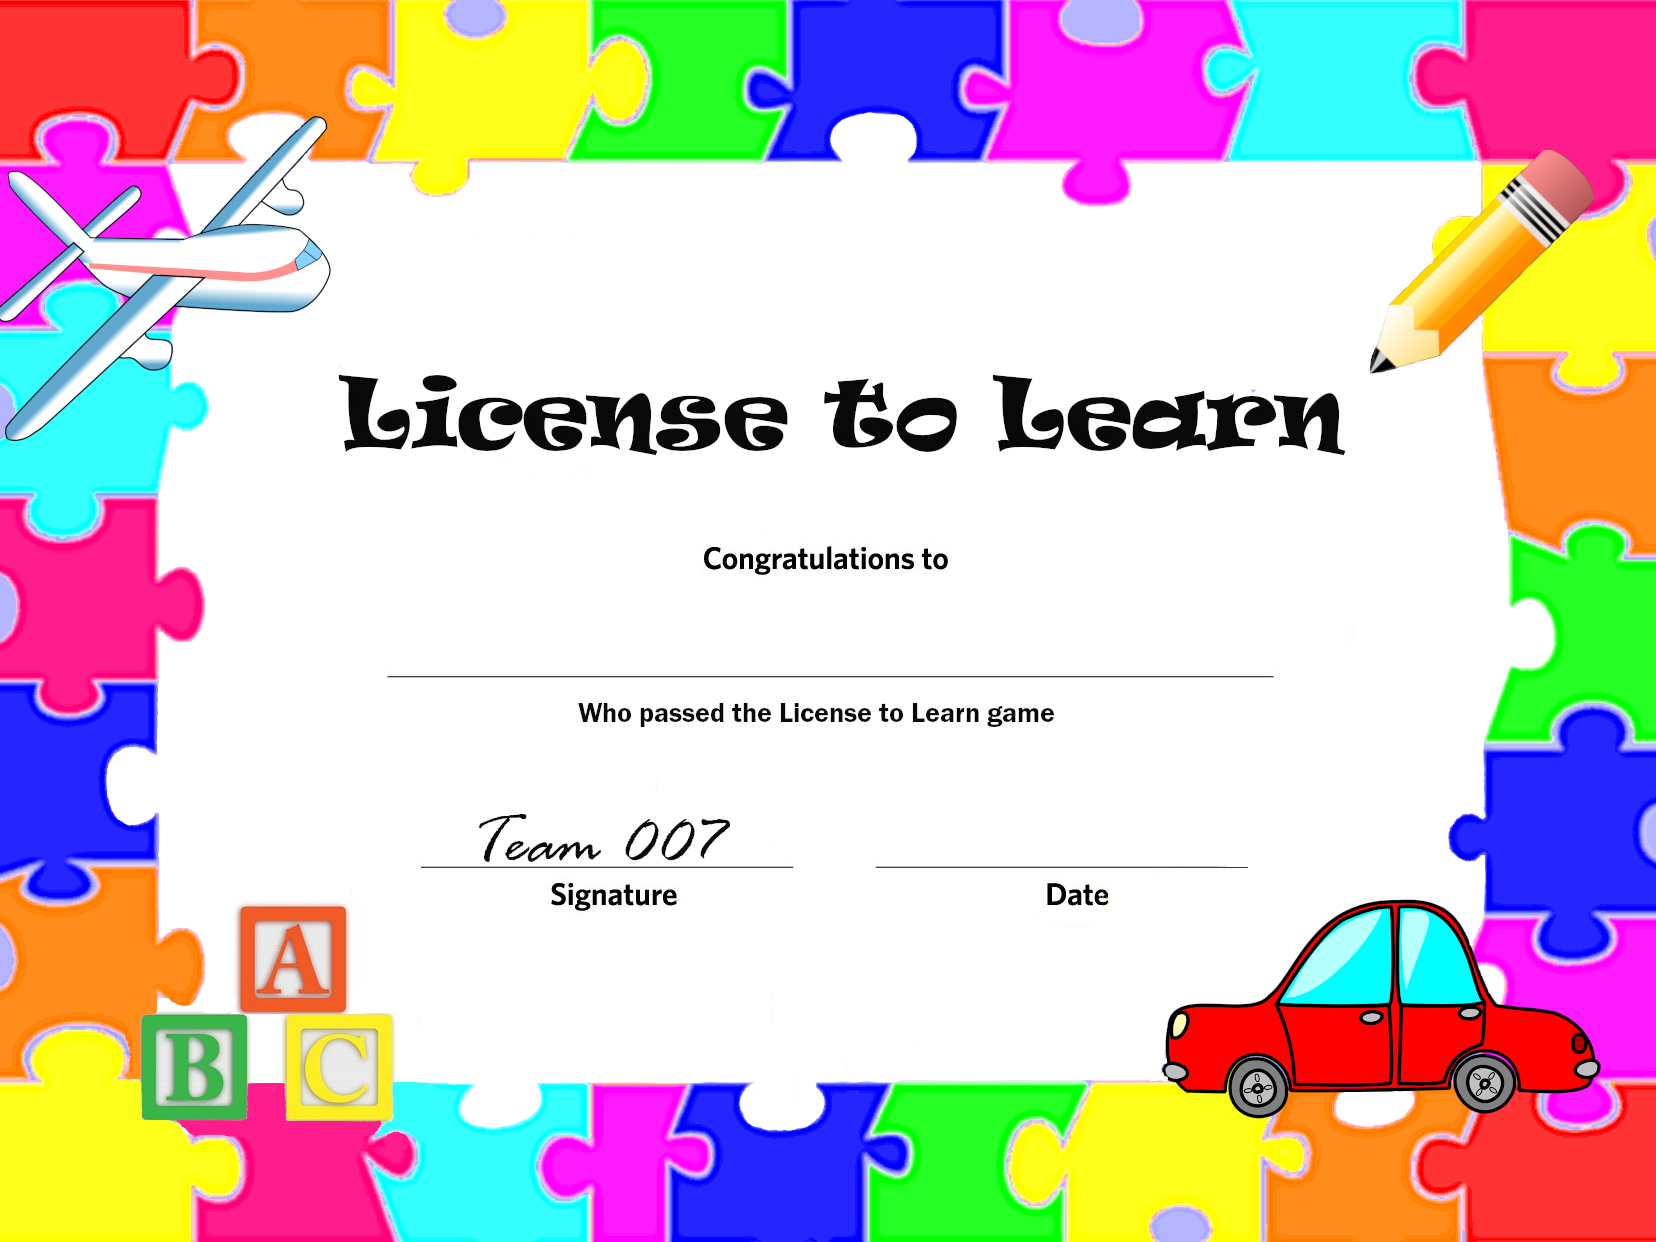 License to Learn
Congratulations to
Who passed the License to Learn game
Team 007
Signature
Date
A
B C